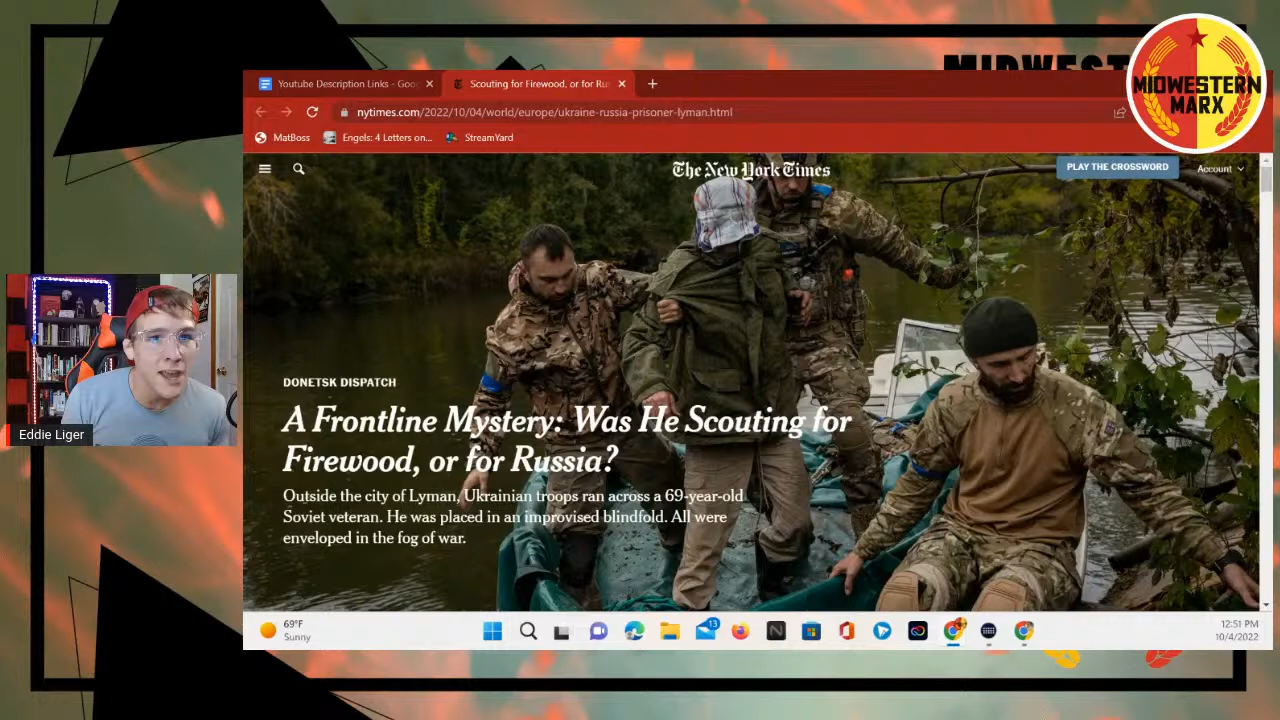 MIDWESTERN
MARX
Youtube Description Links - Goo
Scouting for Firewood, or for Rus
nytimes.com/2022/10/04/world/europe/ukraine-russia-prisoner-lyman.html
MatBoss
Engels: 4 Letters on...
StreamYard
The New York Times
PLAY THE CROSSWORD
Account
DONETSK DISPATCH
A Frontline Mystery: Was He Scouting for
Firewood, or for Russia?
Outside the city of Lyman, Ukrainian troops ran across a 69-year-old
Soviet veteran. He was placed in an improvised blindfold. All were
enveloped in the fog of war.
Eddie Liger
69°F
Sunny
13
12:51 PM
10/4/2022